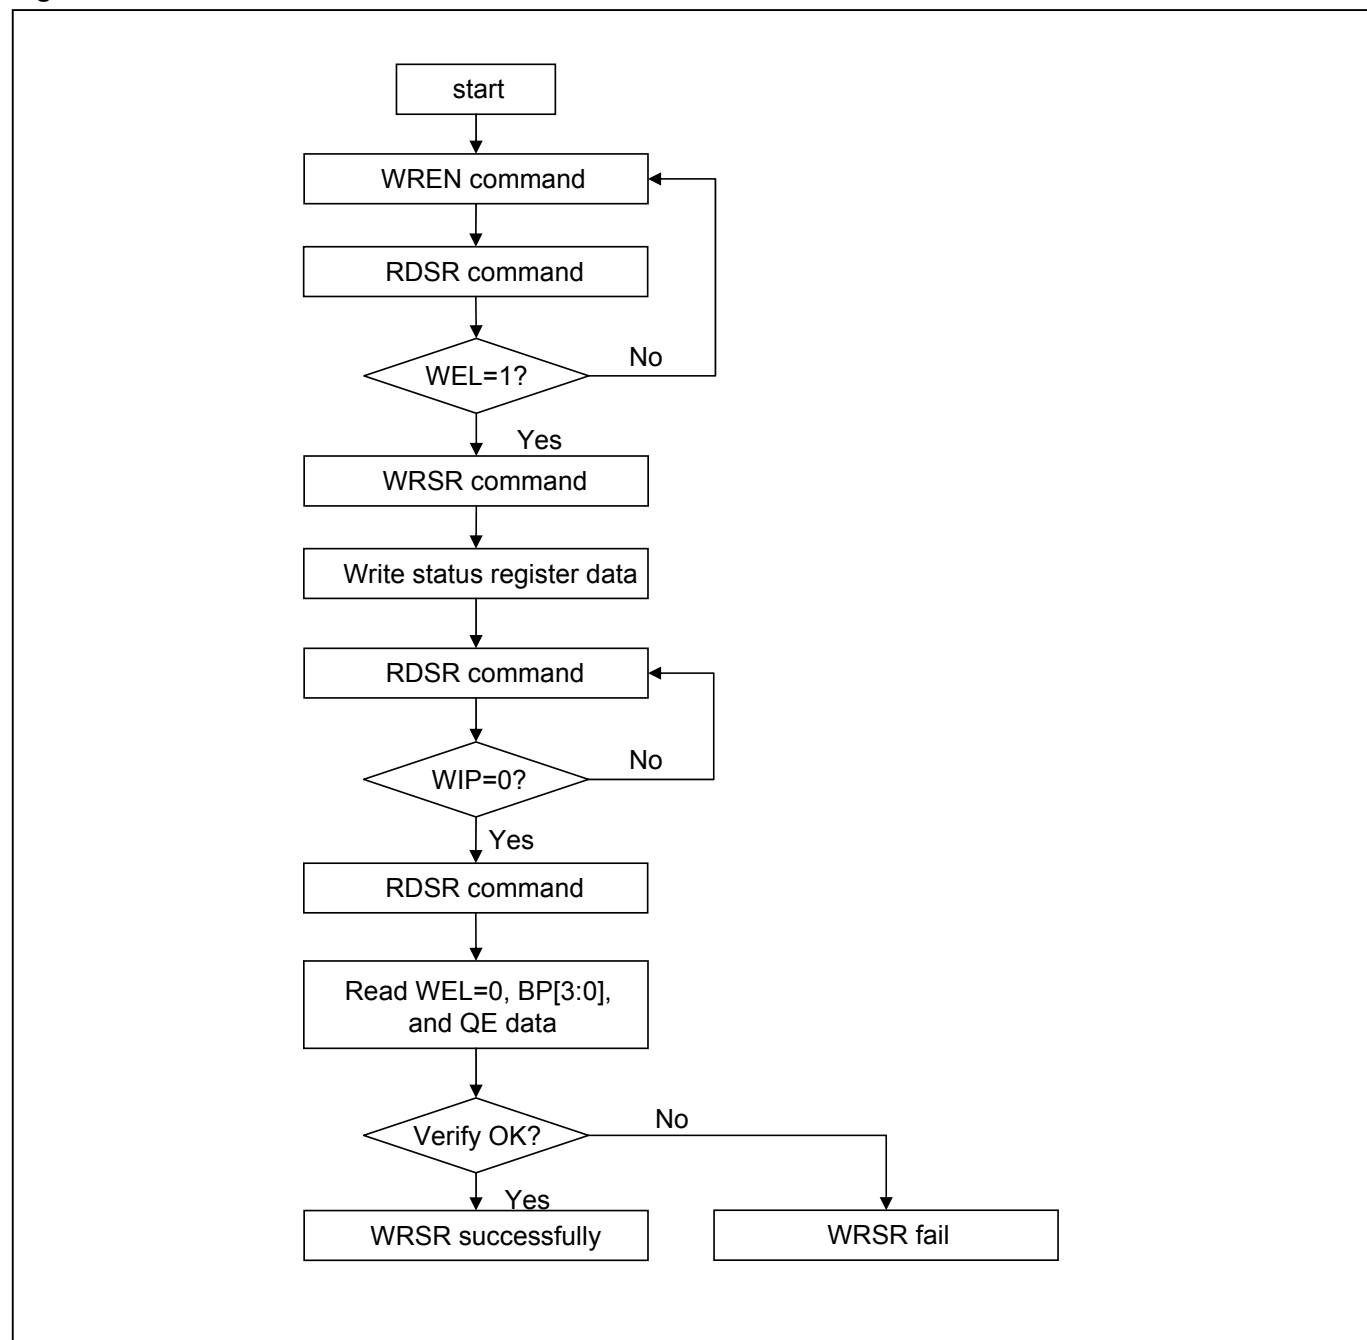 start
WREN command
RDSR command
WEL=1?
No
Yes
WRSR command
Write status register data
RDSR command
WIP=0?
No
Yes
RDSR command
Read WEL=0, BP[3:0],
and QE data
Verify OK?
No
Yes
WRSR successfully
WRSR fail